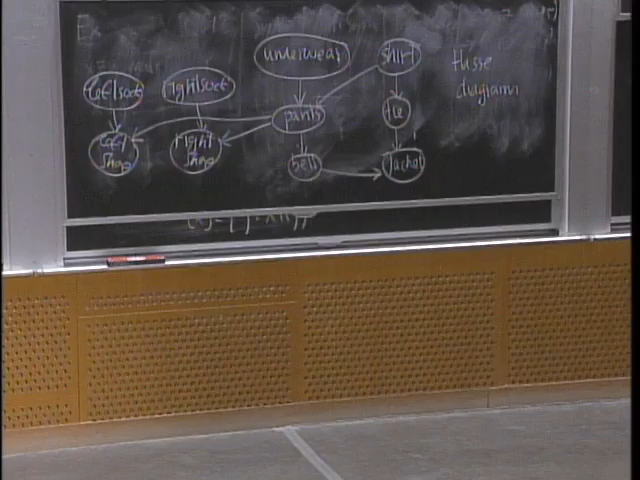 underwear
shirt
Hasse
diagram
left sock
right sock
pants
tie
left
shoe
right
shoe
belt
jacket